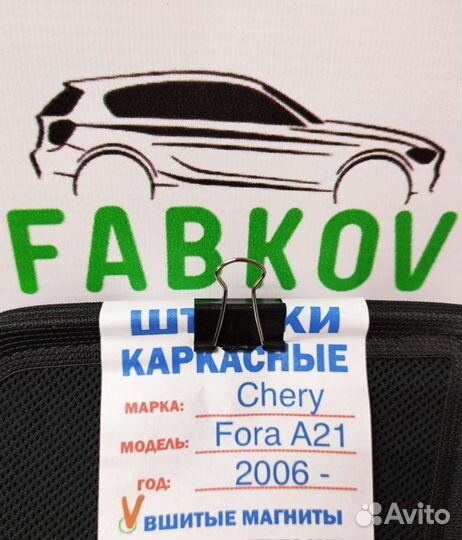 FABKOV
КАРКАСНЫЕ
МАРКА: Chery
МОДЕЛЬ: Fora A21
ГОД: 2006 -
V ВШИТЫЕ МАГНИТЫ
Avito